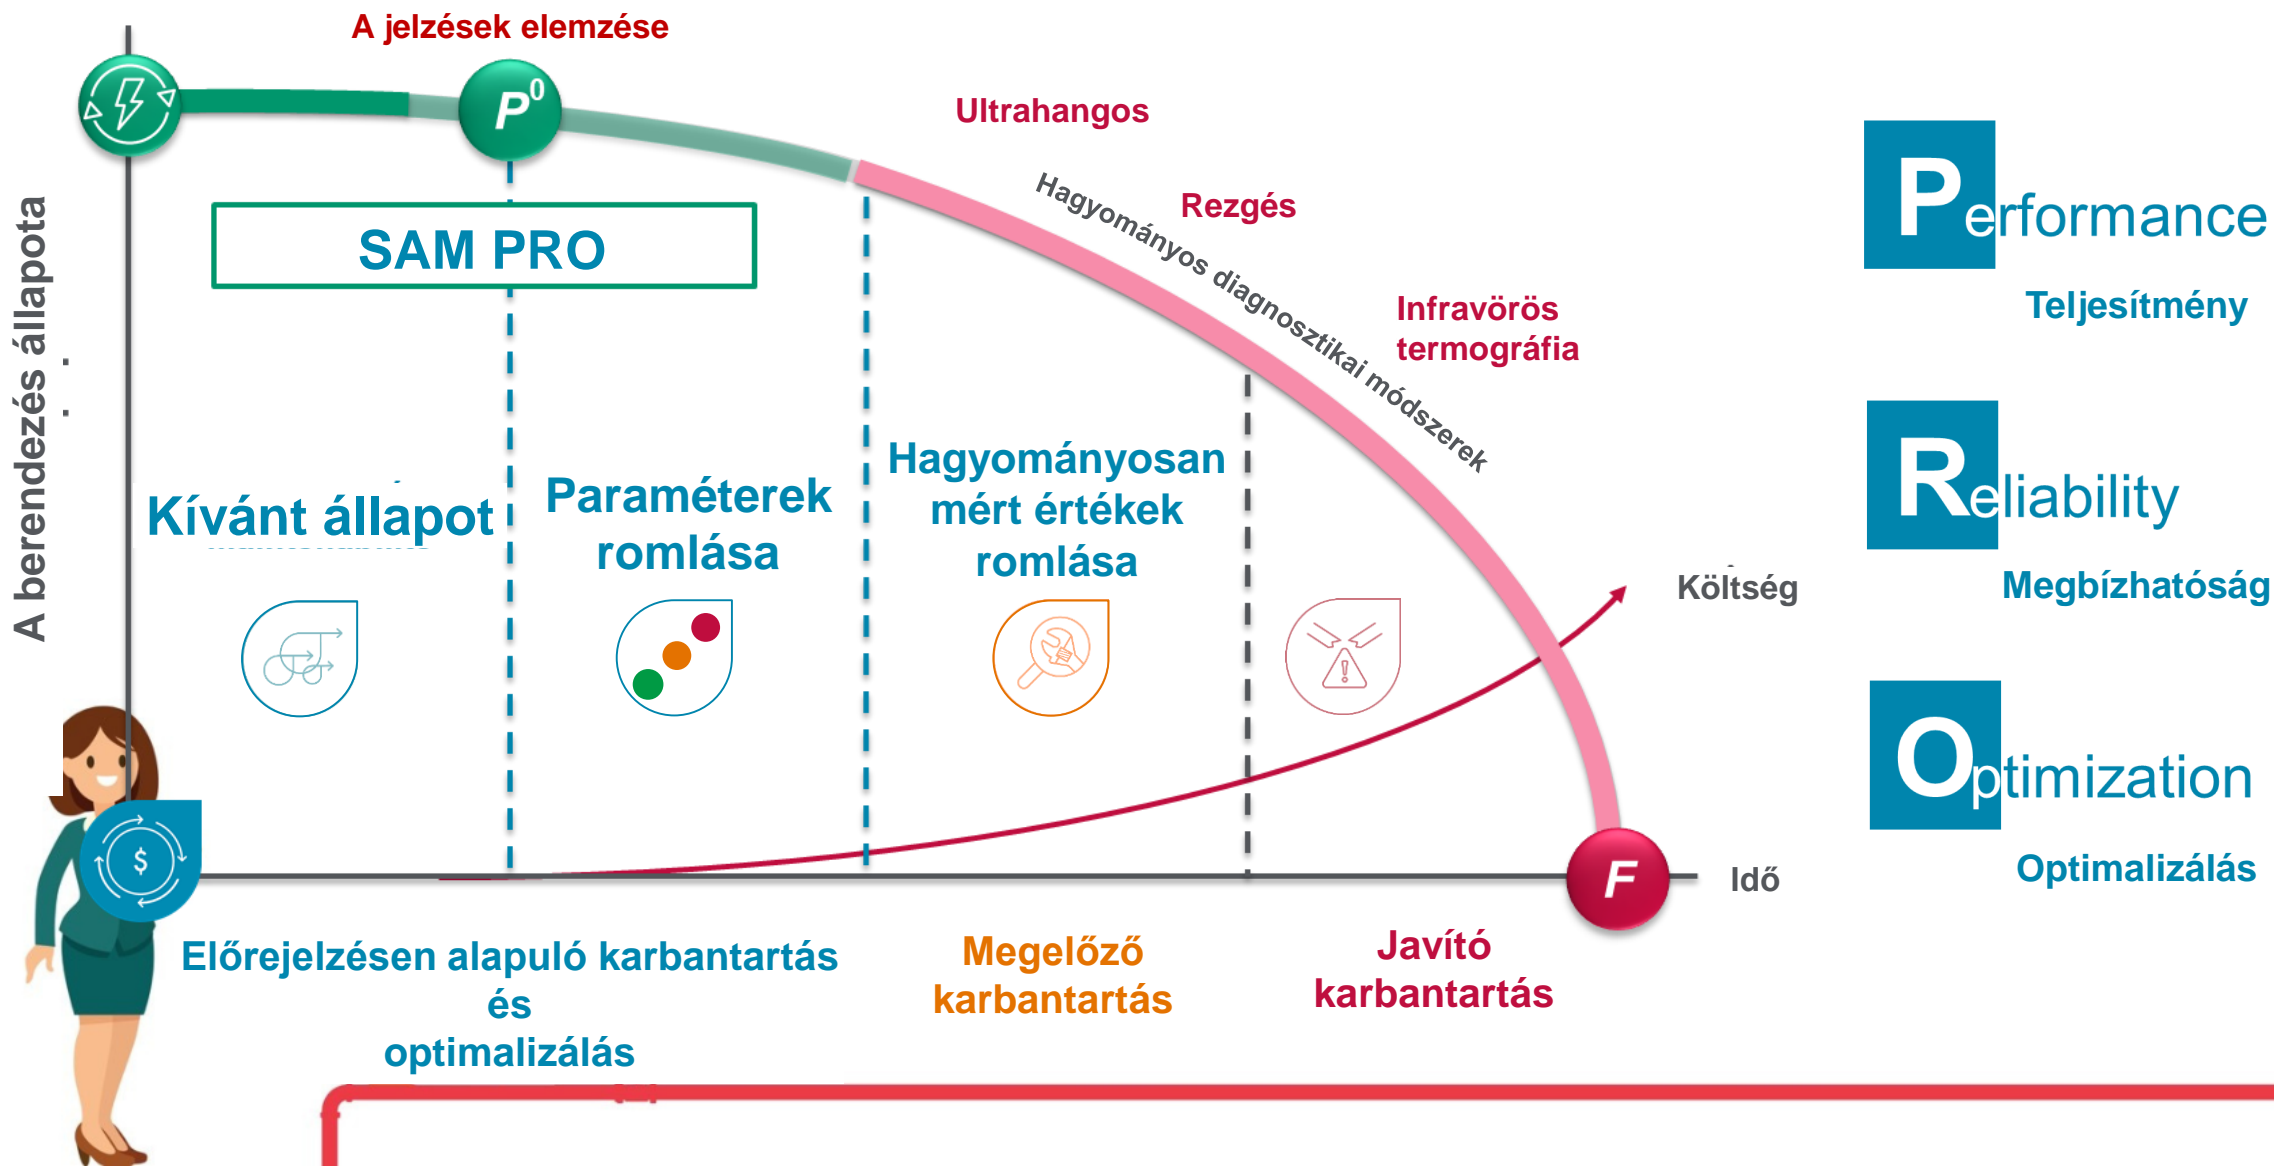 A jelzések elemzése
P⁰
Ultrahangos
Rezgés
Hagyományos diagnosztikai módszerek
Infravörös
termográfia
SAM PRO
A berendezés állapota
Kívánt állapot
Paraméterek
romlása
Hagyományosan
mért értékek
romlása
!
$
Költség
F
Idő
Előrejelzésen alapuló karbantartás
és
optimalizálás
Megelőző
karbantartás
Javító
karbantartás
Performance
Teljesítmény
Reliability
Megbízhatóság
Optimization
Optimalizálás